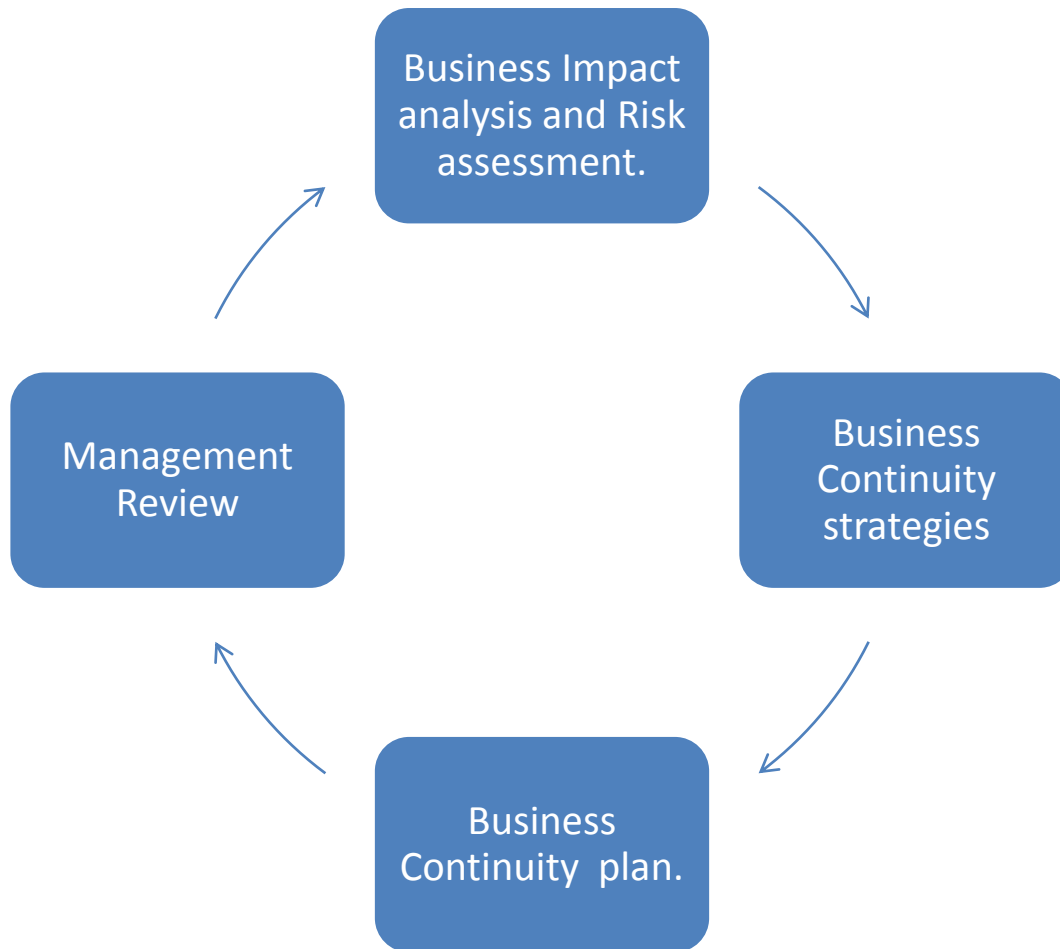 Business Impact
analysis and Risk
assessment.
Business
Continuity
strategies
Business
Continuity  plan.
Management
Review